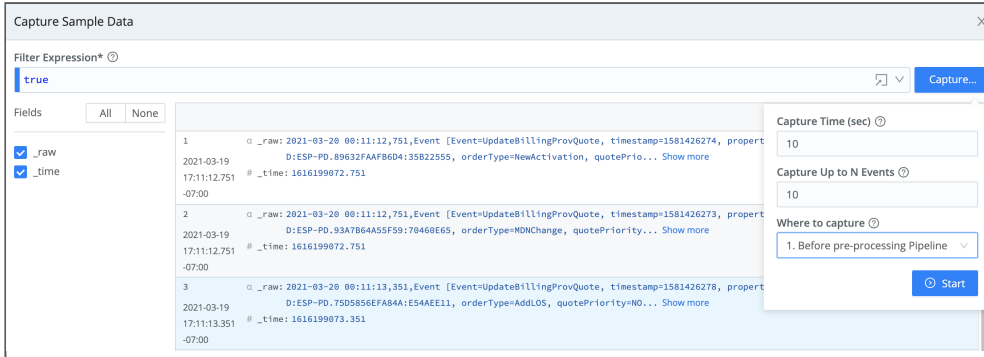 Capture Sample Data
Filter Expression*
true
Capture...
Fields
All
None
_raw
_time
1
2021-03-19
17:11:12.751
-07:00
α _raw: 2021-03-20 00:11:12,751,Event [Event=UpdateBillingProvQuote, timestamp=1581426274, propert
D:ESP-PD.89632FAAFB6D4:35B22555, orderType=NewActivation, quotePrio... Show more
# _time: 1616199072.751
2
2021-03-19
17:11:12.751
-07:00
α _raw: 2021-03-20 00:11:12,751,Event [Event=UpdateBillingProvQuote, timestamp=1581426273, propert
D:ESP-PD.93A7B64A55F59:70460E65, orderType=MDNChange, quotePriority... Show more
# _time: 1616199072.751
3
2021-03-19
17:11:13.351
-07:00
α _raw: 2021-03-20 00:11:13,351,Event [Event=UpdateBillingProvQuote, timestamp=1581426278, propert
D:ESP-PD.75D5856EFA84A:E54AEE11, orderType=AddLOS, quotePriority=NO... Show more
# _time: 1616199073.351
Capture Time (sec)
10
Capture Up to N Events
10
Where to capture
1. Before pre-processing Pipeline
Start